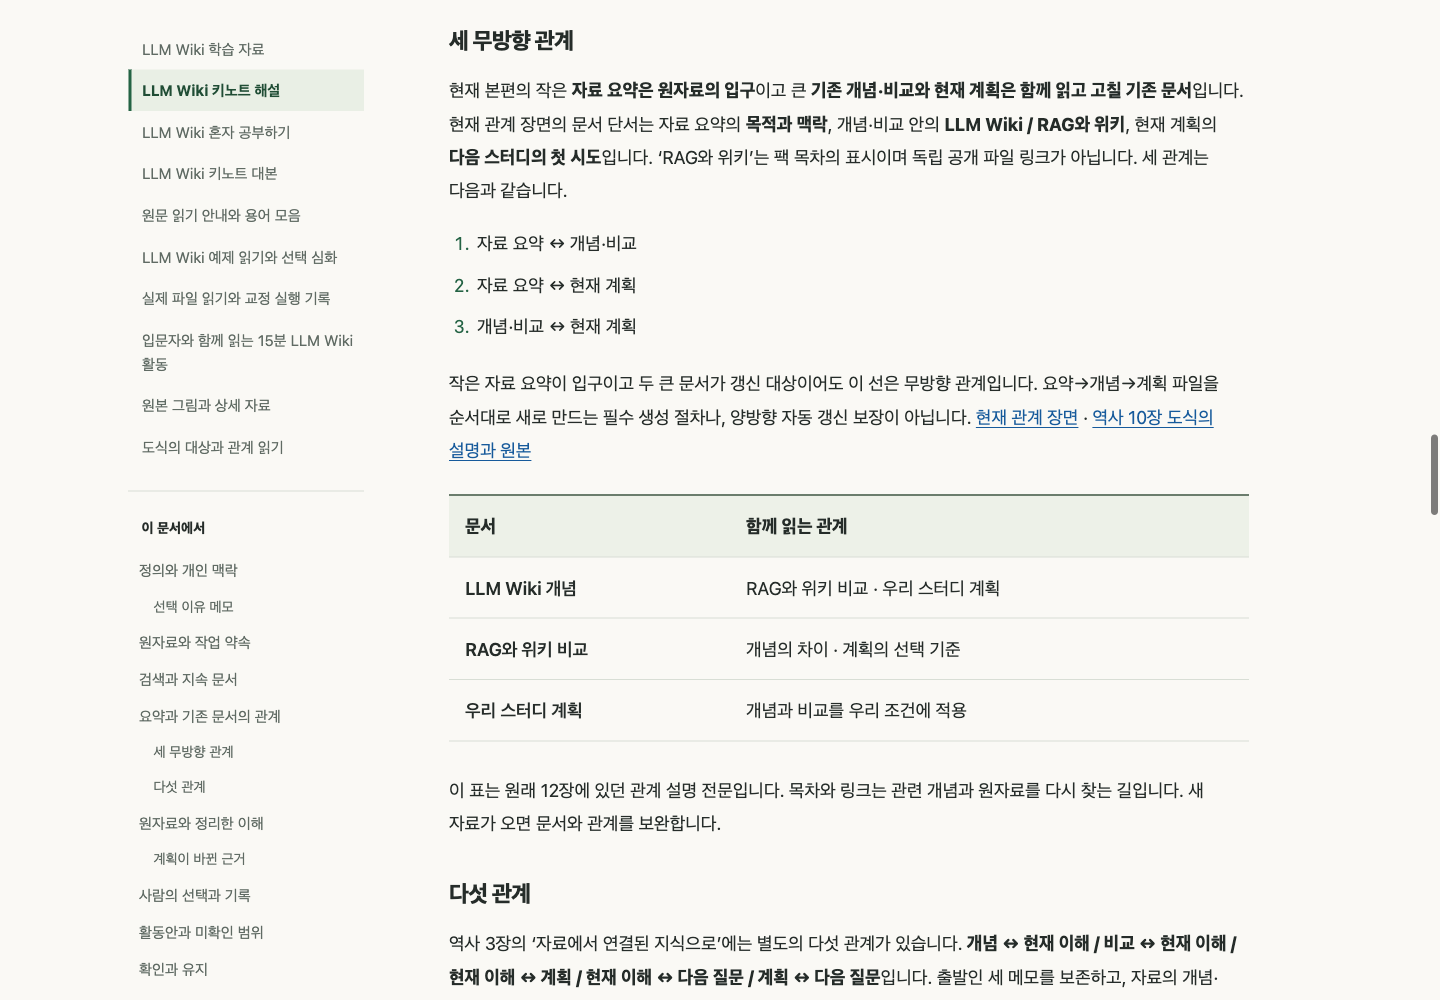 LLM Wiki 학습 자료
LLM Wiki 키노트 해설
LLM Wiki 혼자 공부하기
LLM Wiki 키노트 대본
원문 읽기 안내와 용어 모음
LLM Wiki 예제 읽기와 선택 심화
실제 파일 읽기와 교정 실행 기록
입문자와 함께 읽는 15분 LLM Wiki
활동
원본 그림과 상세 자료
도식의 대상과 관계 읽기
이 문서에서
정의와 개인 맥락
선택 이유 메모
원자료와 작업 약속
검색과 지속 문서
요약과 기존 문서의 관계
세 무방향 관계
다섯 관계
원자료와 정리한 이해
계획이 바뀐 근거
사람의 선택과 기록
활동안과 미확인 범위
확인과 유지
세 무방향 관계
현재 본편의 작은 자료 요약은 원자료의 입구이고 큰 기존 개념·비교와 현재 계획은 함께 읽고 고칠 기존 문서입니다.
현재 관계 장면의 문서 단서는 자료 요약의 목적과 맥락, 개념·비교 안의 LLM Wiki / RAG와 위키, 현재 계획의
다음 스터디의 첫 시도입니다. ‘RAG와 위키’는 팩 목차의 표시이며 독립 공개 파일 링크가 아닙니다. 세 관계는
다음과 같습니다.
1. 자료 요약 ↔ 개념·비교
2. 자료 요약 ↔ 현재 계획
3. 개념·비교 ↔ 현재 계획
작은 자료 요약이 입구이고 두 큰 문서가 갱신 대상이어도 이 선은 무방향 관계입니다. 요약→개념→계획 파일을
순서대로 새로 만드는 필수 생성 절차나, 양방향 자동 갱신 보장이 아닙니다. 현재 관계 장면 · 역사 10장 도식의
설명과 원본
문서 함께 읽는 관계
LLM Wiki 개념 RAG와 위키 비교 · 우리 스터디 계획
RAG와 위키 비교 개념의 차이 · 계획의 선택 기준
우리 스터디 계획 개념과 비교를 우리 조건에 적용
이 표는 원래 12장에 있던 관계 설명 전문입니다. 목차와 링크는 관련 개념과 원자료를 다시 찾는 길입니다. 새
자료가 오면 문서와 관계를 보완합니다.
다섯 관계
역사 3장의 ‘자료에서 연결된 지식으로’에는 별도의 다섯 관계가 있습니다. 개념 ↔ 현재 이해 / 비교 ↔ 현재 이해 /
현재 이해 ↔ 계획 / 현재 이해 ↔ 다음 질문 / 계획 ↔ 다음 질문입니다. 출발인 세 메모를 보존하고, 자료의 개념·